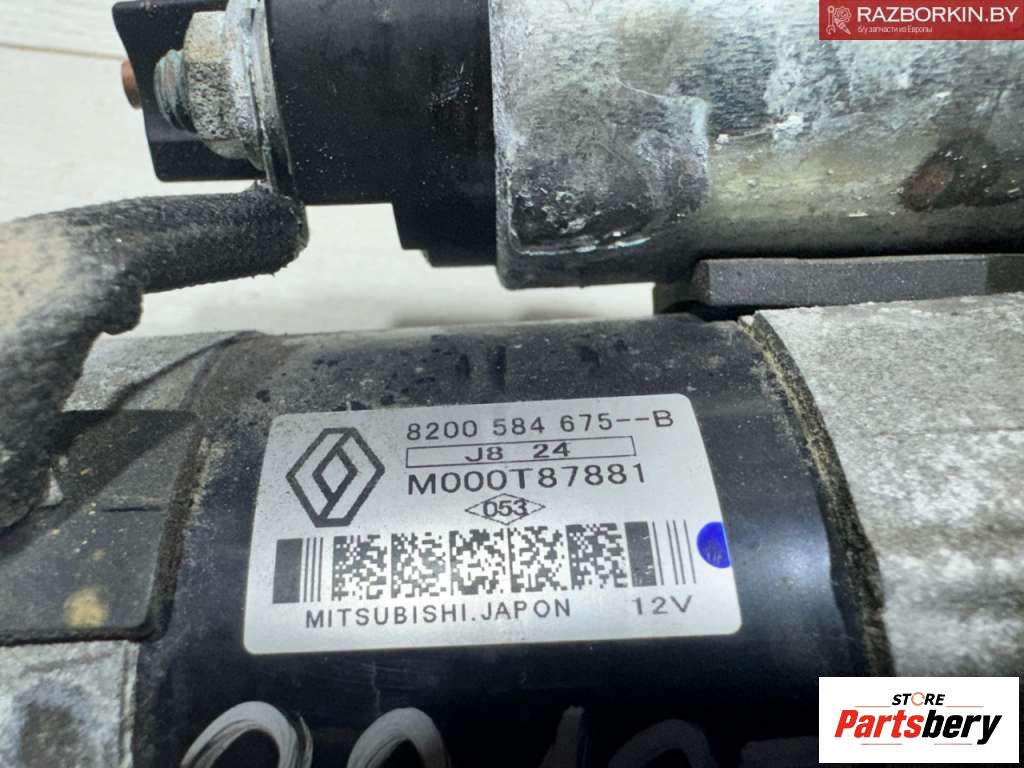 RAZBORKIN.BY
б/у запчасти из Европы
8200 584 675--B
J8 24
M000T87881
053
MITSUBISHI.JAPON 12V
STORE
Partsbery